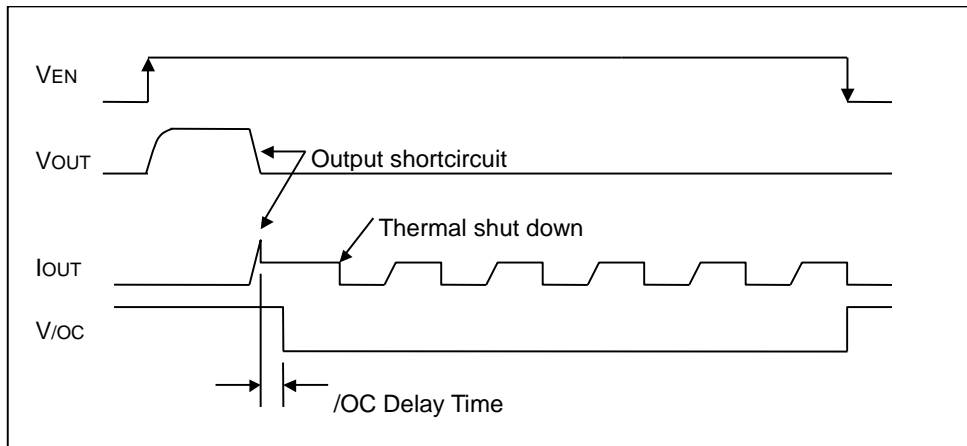 VEN
VOUT
Output shortcircuit
Thermal shut down
IOUT
V/OC
/OC Delay Time